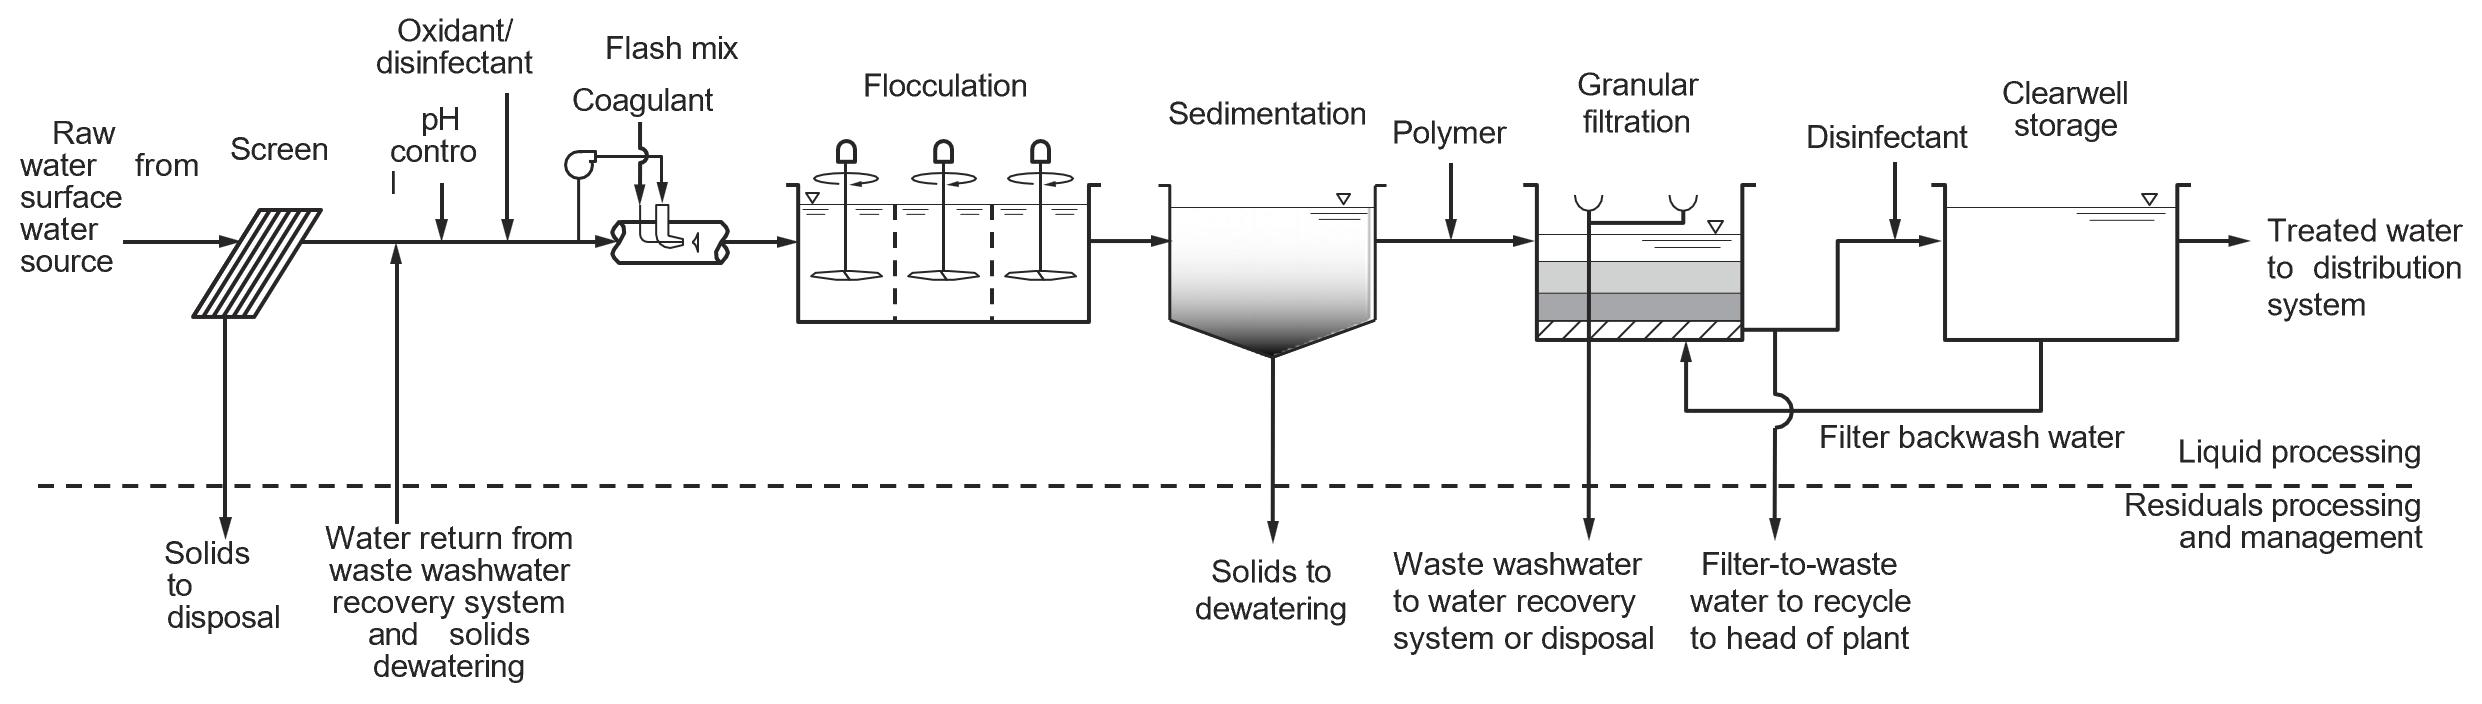 Raw
water from
surface
water
source
Screen
pH
contro
l
Oxidant/
disinfectant
Flash mix
Coagulant
Flocculation
Sedimentation
Polymer
Granular
filtration
Disinfectant
Clearwell
storage
Treated water
to distribution
system
Filter backwash water
Liquid processing
Residuals processing
and management
Solids
to
disposal
Water return from
waste washwater
recovery system
and solids
dewatering
Solids to
dewatering
Waste washwater
to water recovery
system or disposal
Filter-to-waste
water to recycle
to head of plant